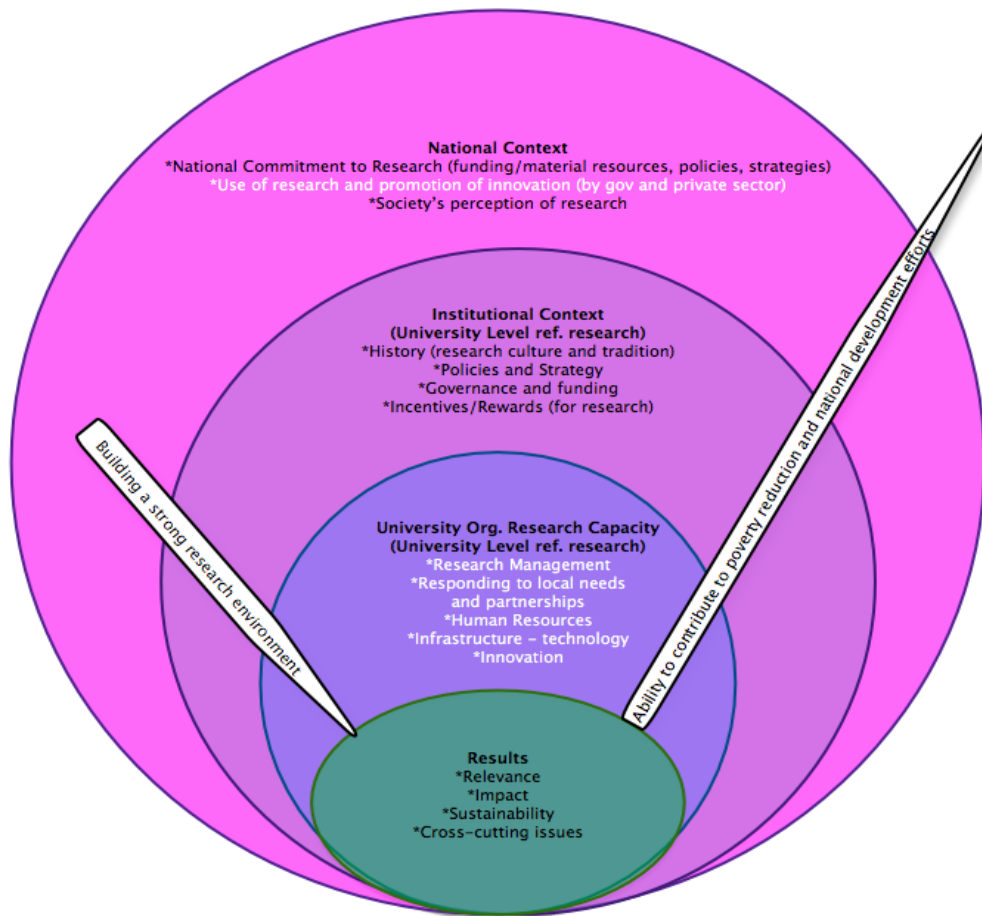 National Context
*National Commitment to Research (funding/material resources, policies, strategies)
*Use of research and promotion of innovation (by gov and private sector)
*Society's perception of research
Institutional Context
(University Level ref. research)
*History (research culture and tradition)
*Policies and Strategy
*Governance and funding
*Incentives/Rewards (for research)
Building a strong research environment
Ability to contribute to poverty reduction and national development efforts
University Org. Research Capacity
(University Level ref. research)
*Research Management
*Responding to local needs
and partnerships
*Human Resources
*Infrastructure – technology
*Innovation
Results
*Relevance
*Impact
*Sustainability
*Cross-cutting issues